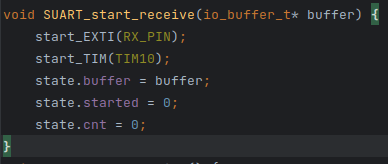 void SUART_start_receive(io_buffer_t* buffer) {
    start_EXTI(RX_PIN);
    start_TIM(TIM10);
    state.buffer = buffer;
    state.started = 0;
    state.cnt = 0;
}